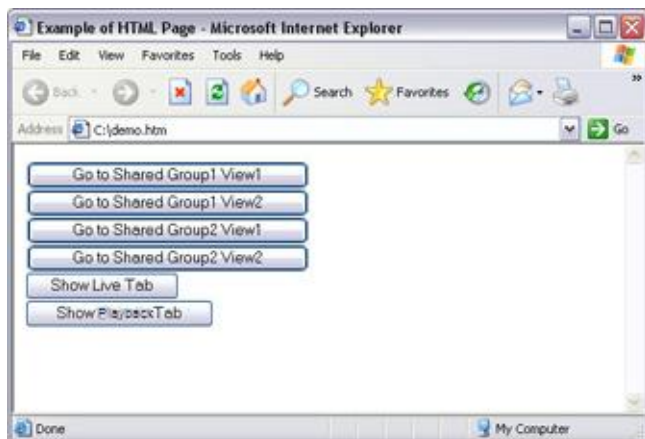 Example of HTML Page - Microsoft Internet Explorer
File Edit View Favorites Tools Help
Back Search Favorites »
Address C:\demo.htm Go
Go to Shared Group1 View1
Go to Shared Group1 View2
Go to Shared Group2 View1
Go to Shared Group2 View2
Show Live Tab
Show Playback Tab
Done My Computer